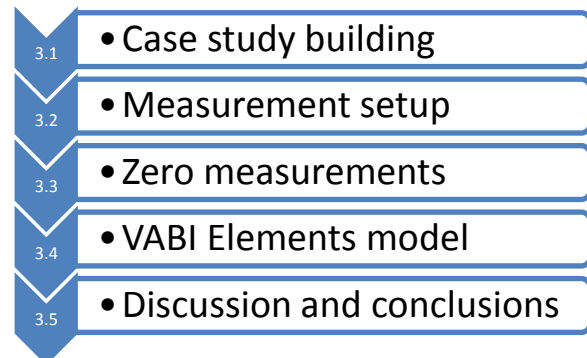 3.1 • Case study building
3.2 • Measurement setup
3.3 • Zero measurements
3.4 • VABI Elements model
3.5 • Discussion and conclusions